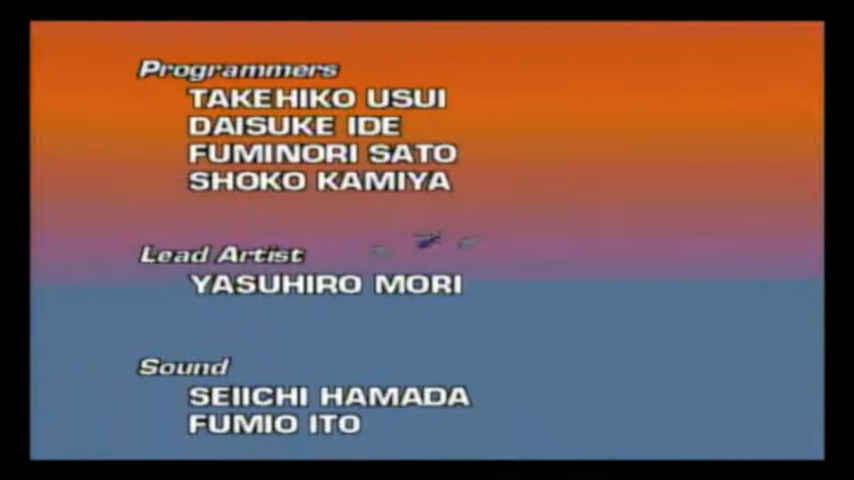 Programmers
TAKEHIKO USUI
DAISUKE IDE
FUMINORI SATO
SHOKO KAMIYA
Lead Artist
YASUHIRO MORI
Sound
SEIICHI HAMADA
FUMIO ITO